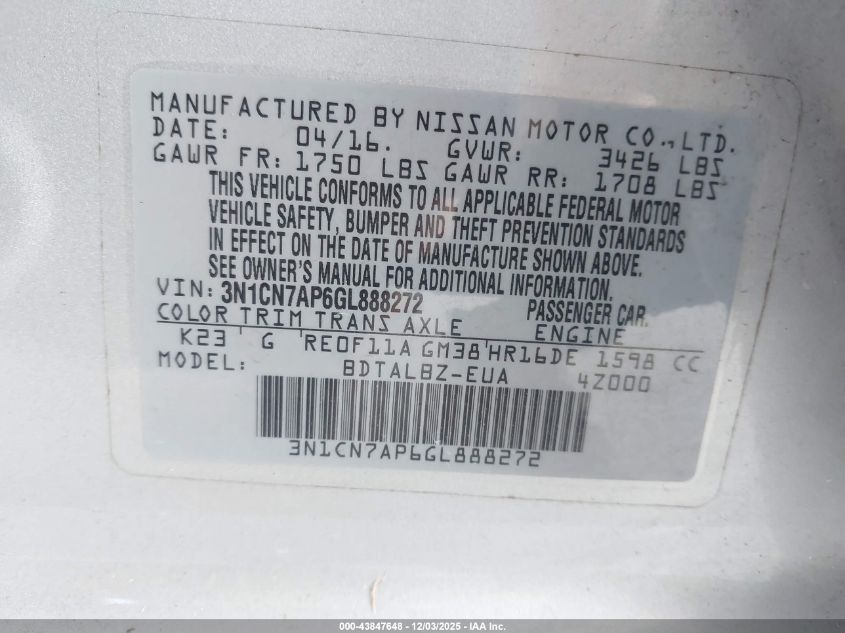 MANUFACTURED BY NISSAN MOTOR CO., LTD.
DATE: 04/16. GVWR: 3426 LBS
GAWR FR: 1750 LBS GAWR RR: 1708 LBS
THIS VEHICLE CONFORMS TO ALL APPLICABLE FEDERAL MOTOR
VEHICLE SAFETY, BUMPER AND THEFT PREVENTION STANDARDS
IN EFFECT ON THE DATE OF MANUFACTURE SHOWN ABOVE.
SEE OWNER'S MANUAL FOR ADDITIONAL INFORMATION.
VIN: 3N1CN7AP6GL888272 PASSENGER CAR.
COLOR TRIM TRANS AXLE ENGINE
K23 G RE0F11A GM38 HR16DE 1598 CC
MODEL: BDTALBZ-EUA 4Z000
3N1CN7AP6GL888272
000-43847648 - 12/03/2025 - IAA Inc.